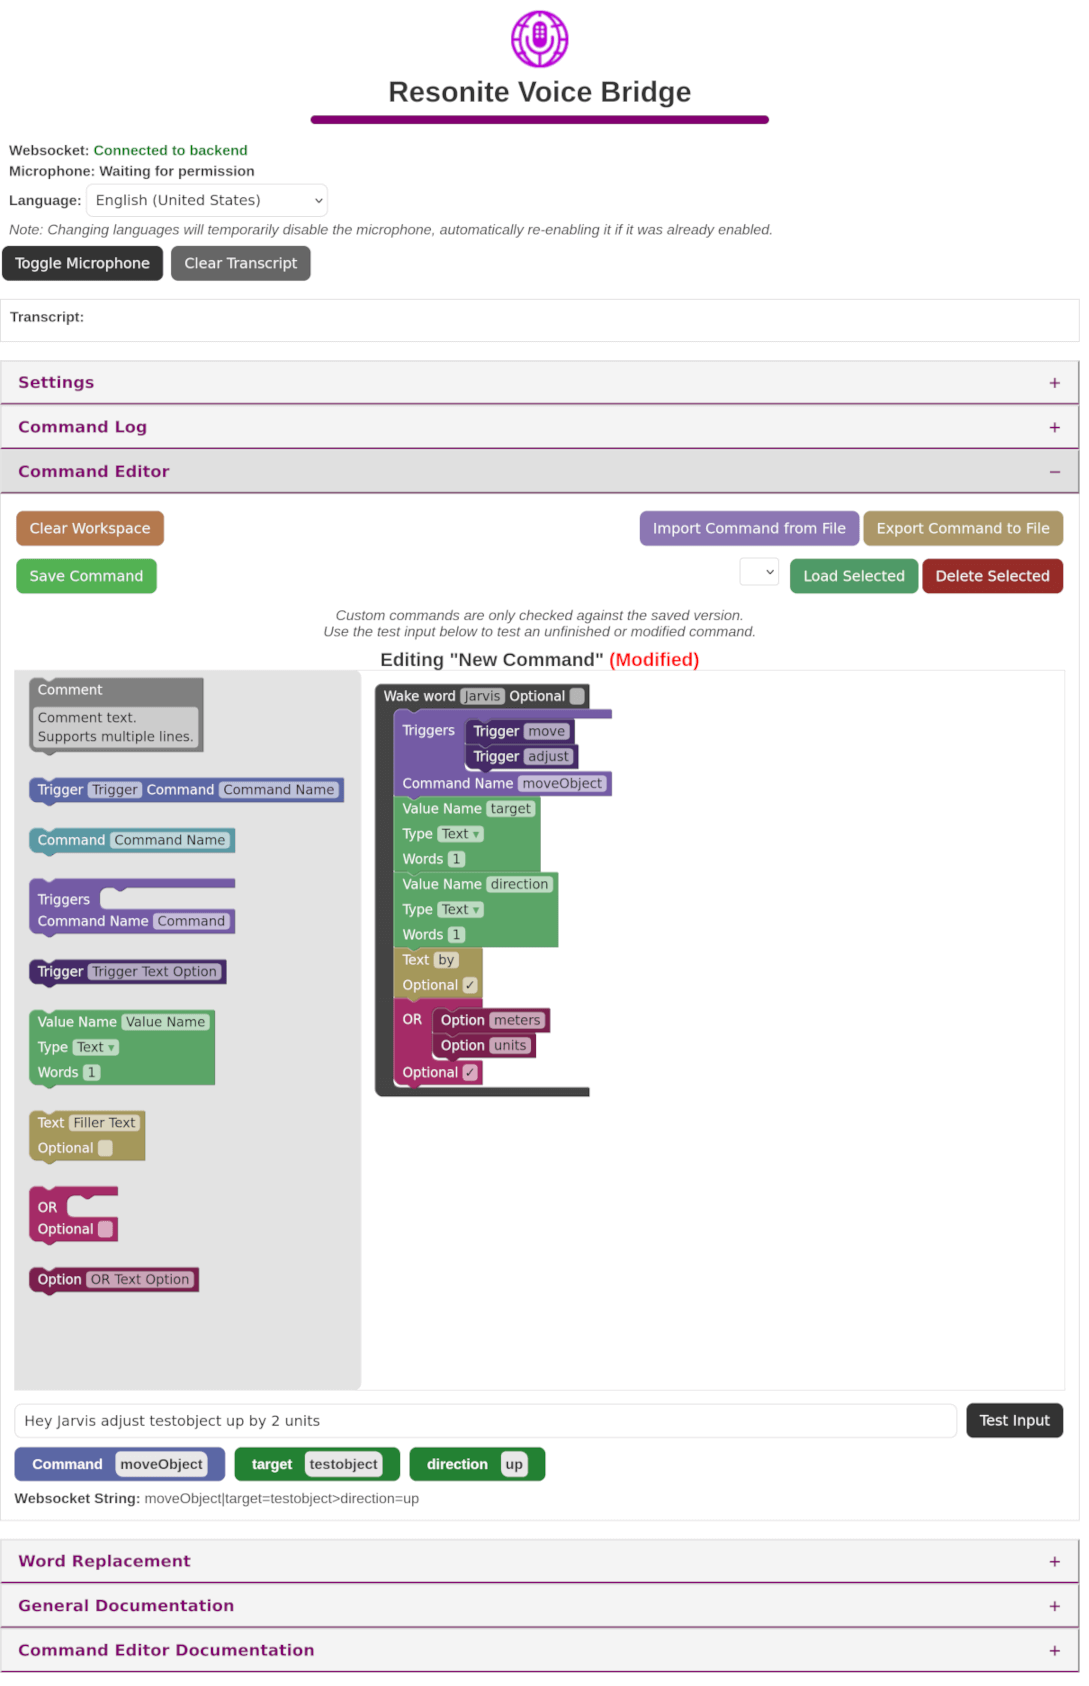 Resonite Voice Bridge
Websocket: Connected to backend
Microphone: Waiting for permission
Language: English (United States)
Note: Changing languages will temporarily disable the microphone, automatically re-enabling it if it was already enabled.
Toggle Microphone Clear Transcript
Transcript:
Settings +
Command Log +
Command Editor −
Clear Workspace Import Command from File Export Command to File
Save Command Load Selected Delete Selected
Custom commands are only checked against the saved version.
Use the test input below to test an unfinished or modified command.
Editing "New Command" (Modified)
Comment
Comment text.
Supports multiple lines.
Trigger Trigger Command Command Name
Command Command Name
Triggers
Command Name Command
Trigger Trigger Text Option
Value Name Value Name
Type Text
Words 1
Text Filler Text
Optional
OR
Optional
Option OR Text Option
Wake word Jarvis Optional
Triggers Trigger move
Trigger adjust
Command Name moveObject
Value Name target
Type Text
Words 1
Value Name direction
Type Text
Words 1
Text by
Optional ✓
OR Option meters
Option units
Optional ✓
Hey Jarvis adjust testobject up by 2 units Test Input
Command moveObject target testobject direction up
Websocket String: moveObject|target=testobject>direction=up
Word Replacement +
General Documentation +
Command Editor Documentation +